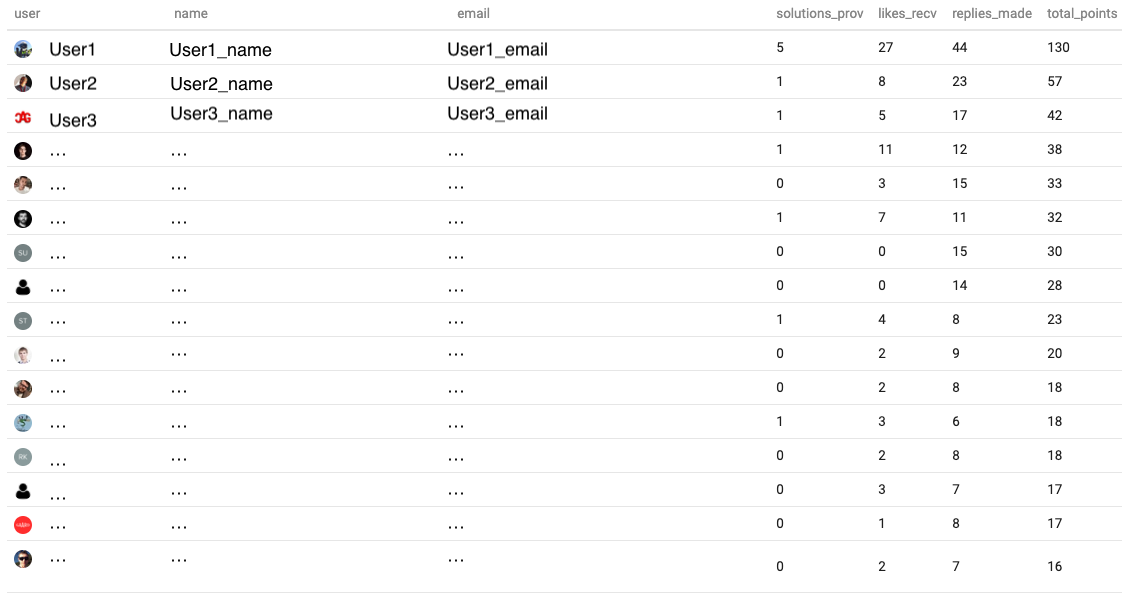 user name email solutions_prov likes_recv replies_made total_points
User1 User1_name User1_email 5 27 44 130
User2 User2_name User2_email 1 8 23 57
CAG User3 User3_name User3_email 1 5 17 42
... ... ... 1 11 12 38
... ... ... 0 3 15 33
... ... ... 1 7 11 32
SU ... ... ... 0 0 15 30
... ... ... 0 0 14 28
ST ... ... ... 1 4 8 23
... ... ... 0 2 9 20
... ... ... 0 2 8 18
... ... ... 1 3 6 18
RK ... ... ... 0 2 8 18
... ... ... 0 3 7 17
... ... ... 0 1 8 17
... ... ... 0 2 7 16